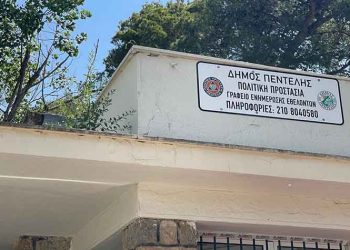 ΔΗΜΟΣ ΠΕΝΤΕΛΗΣ
ΠΟΛΙΤΙΚΗ ΠΡΟΣΤΑΣΙΑ
ΓΡΑΦΕΙΟ ΕΝΗΜΕΡΩΣΗΣ ΕΘΕΛΟΝΤΩΝ
ΠΛΗΡΟΦΟΡΙΕΣ: 210 8040580